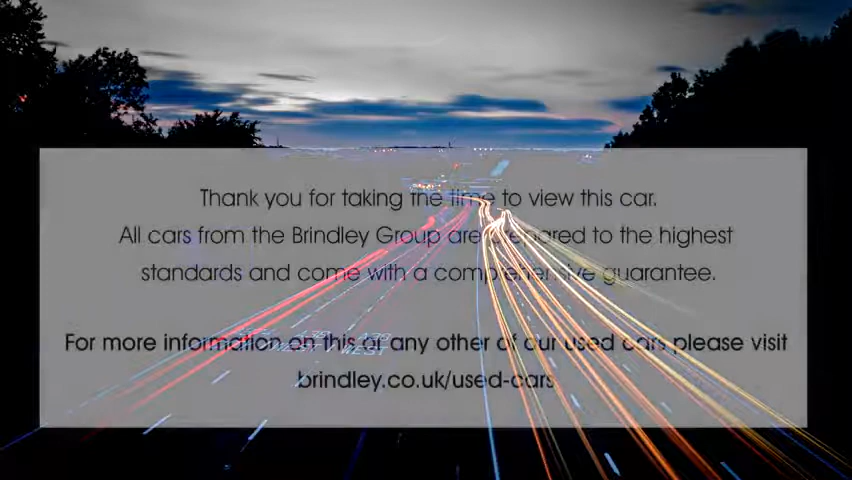 Thank you for taking the time to view this car.
All cars from the Brindley Group are prepared to the highest
standards and come with a comprehensive guarantee.
For more information on this or any other of our used cars please visit
brindley.co.uk/used-cars